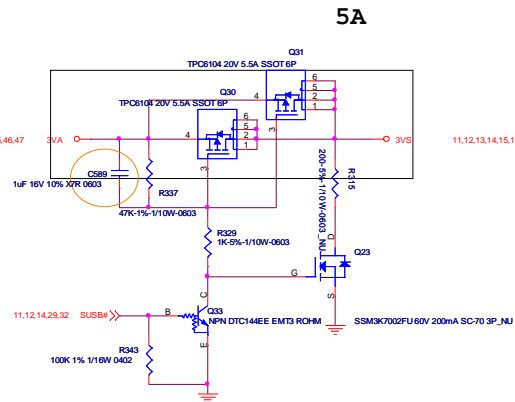 5A
Q31
TPC6104 20V 5.5A SSOT6P
6
5
2
1
4
3
Q30
TPC6104 20V 5.5A SSOT6P
6
5
2
1
4
3
,46,47
3VA
3VS
11,12,13,14,15,1
C589
1uF 16V 10% X7R 0603
R337
47K-1%-1/10W-0603
R315
200-5%-1/10W-0603_NU
R329
1K-5%-1/10W-0603
D
Q23
G
S
SSM3K7002FU 60V 200mA SC-70 3P_NU
C
11,12,14,29,32
SUSB#
B
Q33
NPN DTC144EE EMT3 ROHM
E
R343
100K 1% 1/16W 0402